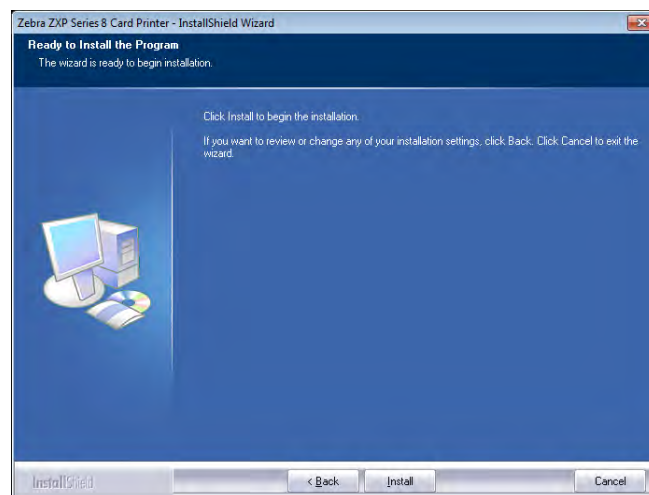 Zebra ZXP Series 8 Card Printer - InstallShield Wizard
Ready to Install the Program
The wizard is ready to begin installation.
Click Install to begin the installation.
If you want to review or change any of your installation settings, click Back. Click Cancel to exit the
wizard.
InstallShield
< Back
Install
Cancel